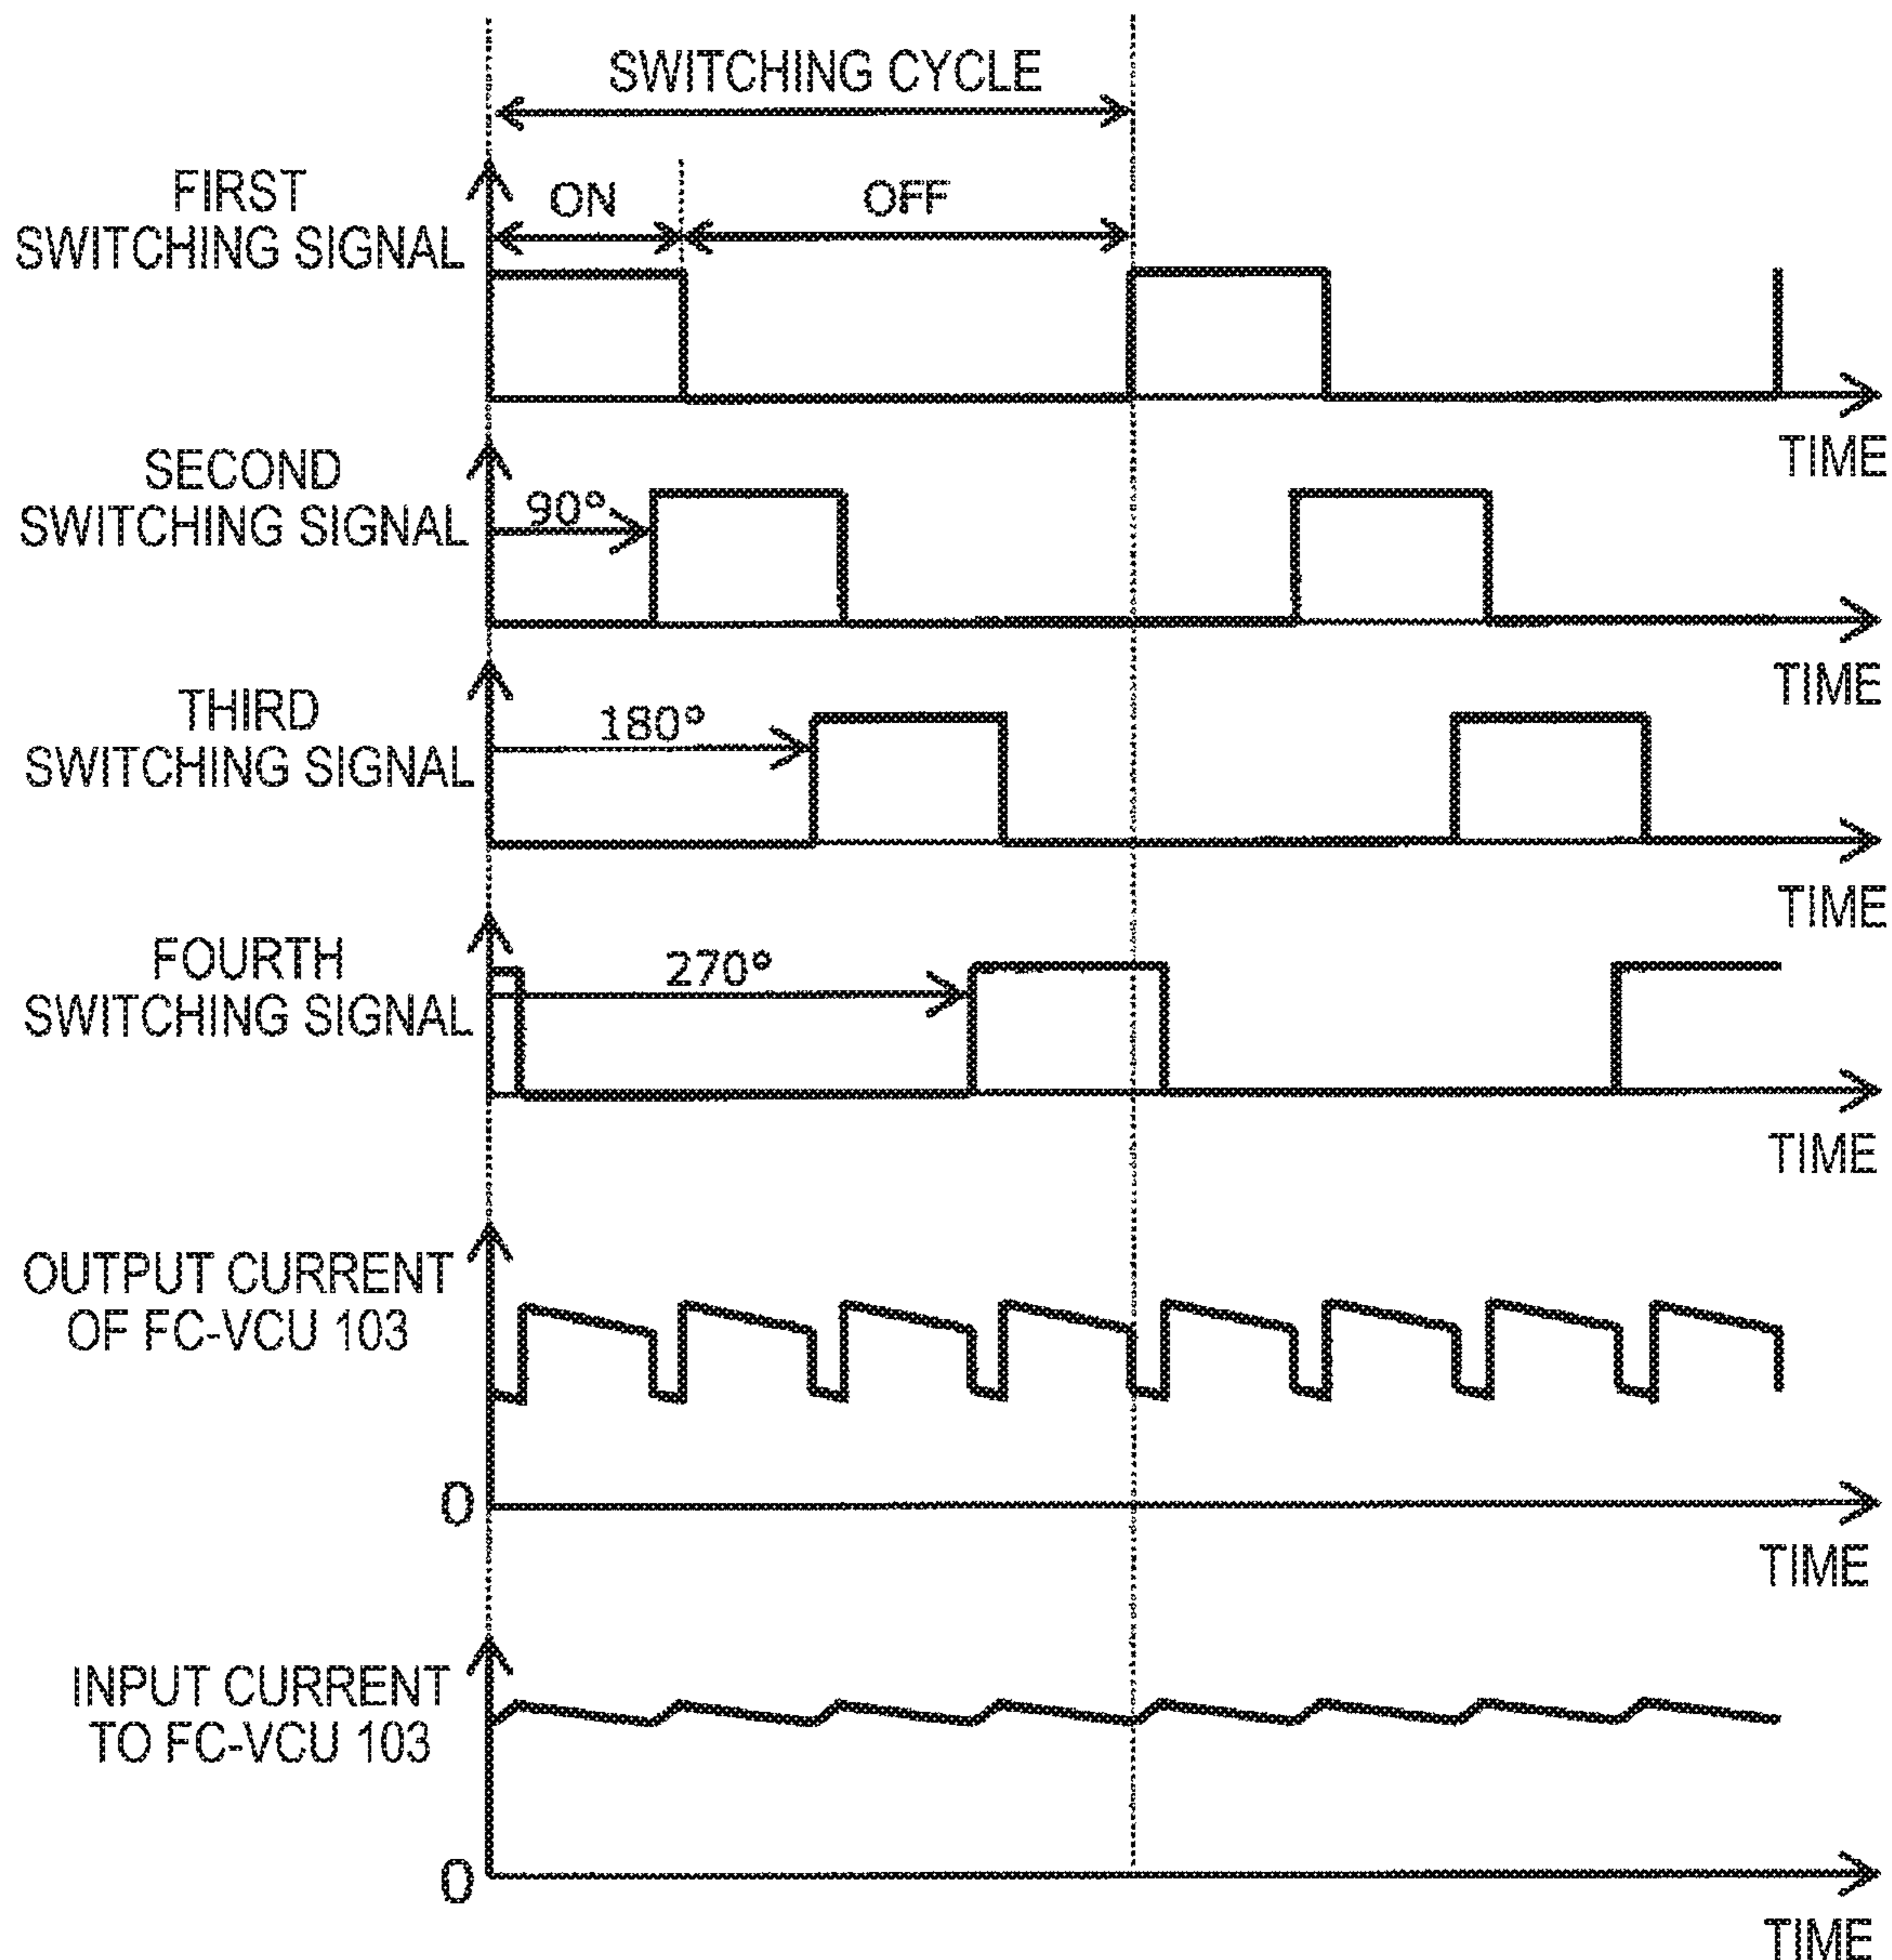 SWITCHING CYCLE
FIRST
SWITCHING SIGNAL
ON
OFF
TIME
SECOND
SWITCHING SIGNAL
90°
TIME
THIRD
SWITCHING SIGNAL
180°
TIME
FOURTH
SWITCHING SIGNAL
270°
TIME
OUTPUT CURRENT
OF FC-VCU 103
0
TIME
INPUT CURRENT
TO FC-VCU 103
0
TIME